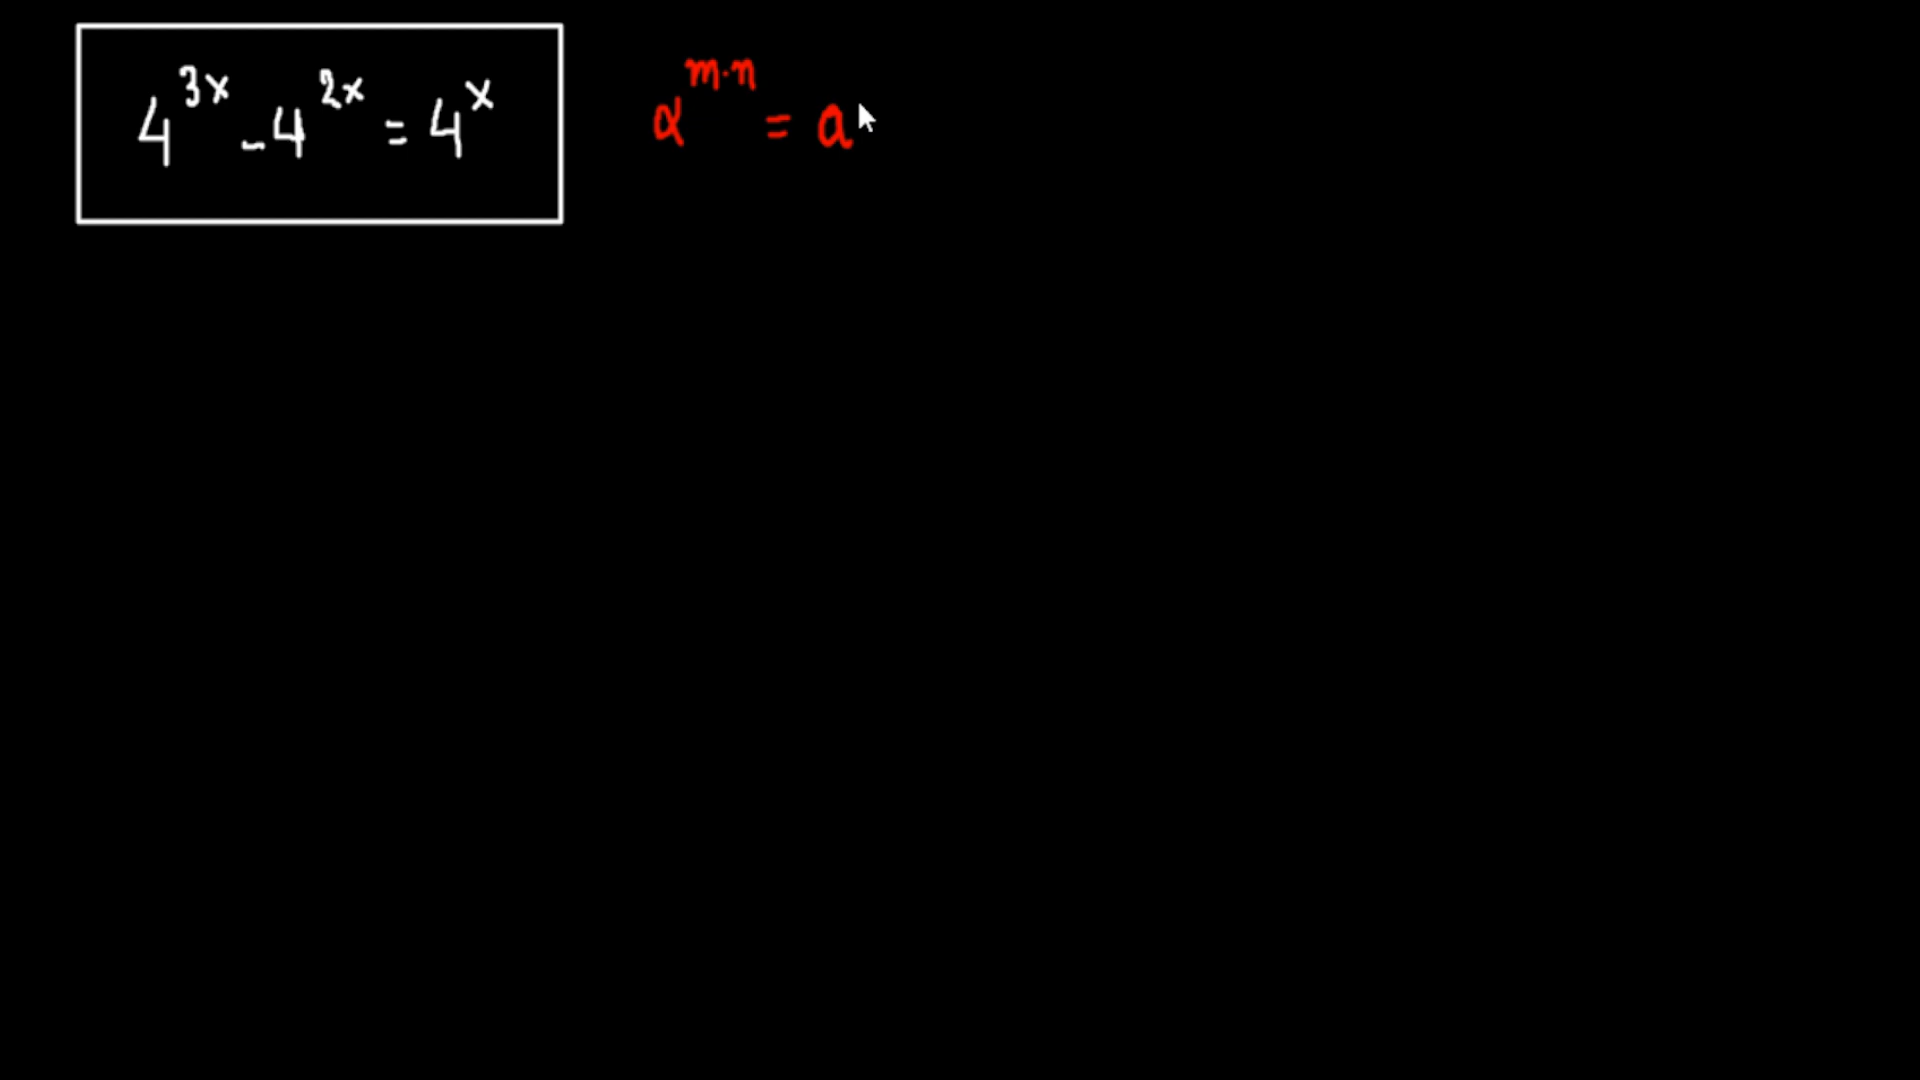 4^{3x} - 4^{2x} = 4^x
a^{m·n} = a